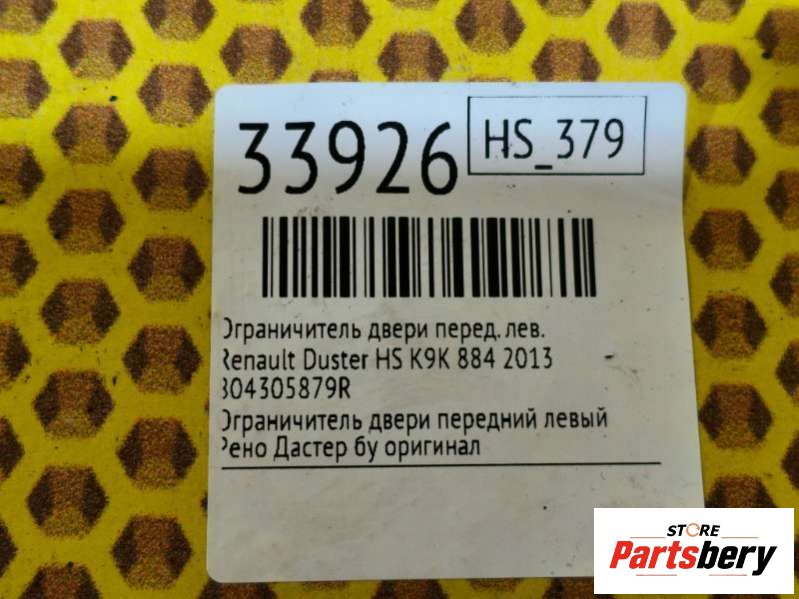 33926
HS_379
Ограничитель двери перед. лев.
Renault Duster HS K9K 884 2013
804305879R
Ограничитель двери передний левый
Рено Дастер бу оригинал
STORE
Partsbery